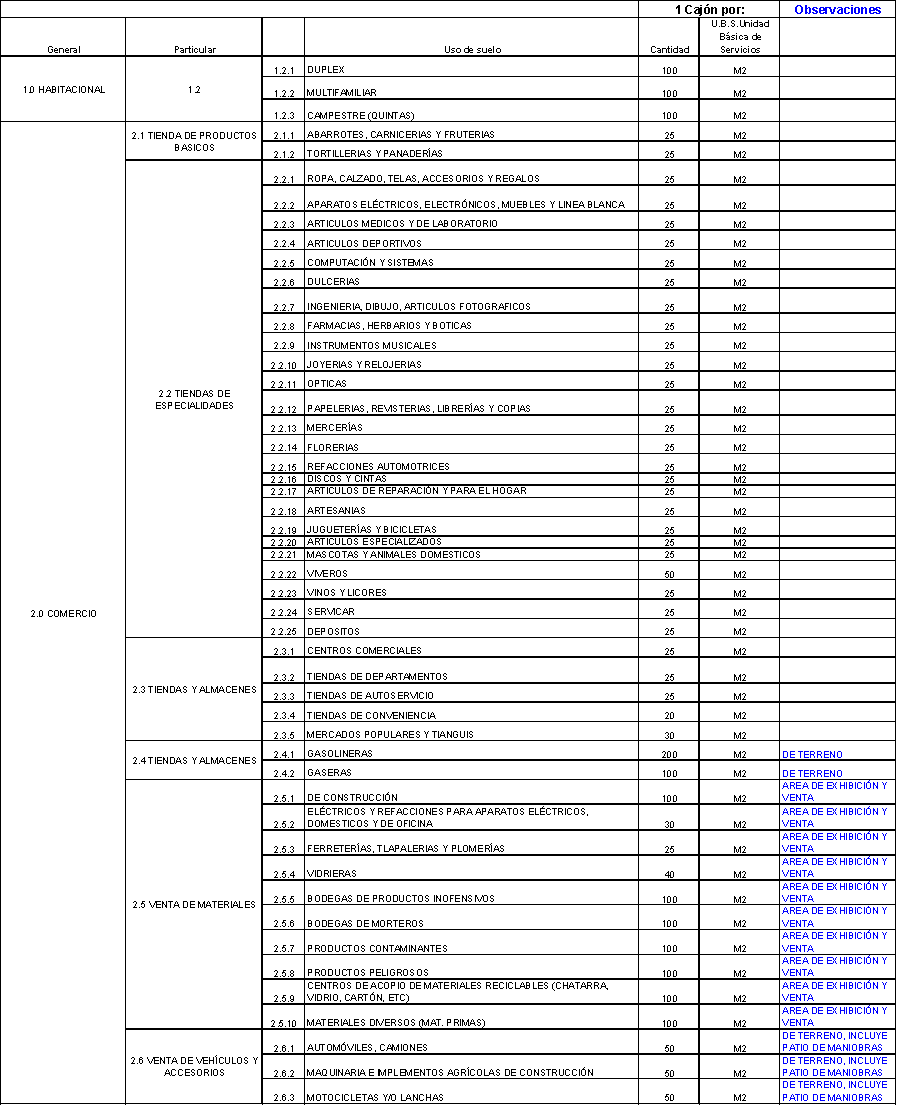 1 Cajón por: Observaciones
General Particular Uso de suelo Cantidad U.B.S.Unidad Básica de Servicios
1.0 HABITACIONAL 1.2
1.2.1 DUPLEX 100 M2
1.2.2 MULTIFAMILIAR 100 M2
1.2.3 CAMPESTRE (QUINTAS) 100 M2
2.0 COMERCIO
2.1 TIENDA DE PRODUCTOS BASICOS
2.1.1 ABARROTES, CARNICERIAS Y FRUTERIAS 25 M2
2.1.2 TORTILLERIAS Y PANADERÍAS 25 M2
2.2 TIENDAS DE ESPECIALIDADES
2.2.1 ROPA, CALZADO, TELAS, ACCESORIOS Y REGALOS 25 M2
2.2.2 APARATOS ELÉCTRICOS, ELECTRÓNICOS, MUEBLES Y LINEA BLANCA 25 M2
2.2.3 ARTICULOS MEDICOS Y DE LABORATORIO 25 M2
2.2.4 ARTICULOS DEPORTIVOS 25 M2
2.2.5 COMPUTACIÓN Y SISTEMAS 25 M2
2.2.6 DULCERIAS 25 M2
2.2.7 INGENIERIA, DIBUJO, ARTICULOS FOTOGRAFICOS 25 M2
2.2.8 FARMACIAS, HERBARIOS Y BOTICAS 25 M2
2.2.9 INSTRUMENTOS MUSICALES 25 M2
2.2.10 JOYERIAS Y RELOJERIAS 25 M2
2.2.11 OPTICAS 25 M2
2.2.12 PAPELERIAS, REVISTERIAS, LIBRERÍAS Y COPIAS 25 M2
2.2.13 MERCERÍAS 25 M2
2.2.14 FLORERIAS 25 M2
2.2.15 REFACCIONES AUTOMOTRICES 25 M2
2.2.16 DISCOS Y CINTAS 25 M2
2.2.17 ARTICULOS DE REPARACIÓN Y PARA EL HOGAR 25 M2
2.2.18 ARTESANIAS 25 M2
2.2.19 JUGUETERÍAS Y BICICLETAS 25 M2
2.2.20 ARTICULOS ESPECIALIZADOS 25 M2
2.2.21 MASCOTAS Y ANIMALES DOMESTICOS 25 M2
2.2.22 VIVEROS 50 M2
2.2.23 VINOS Y LICORES 25 M2
2.2.24 SERVICAR 25 M2
2.2.25 DEPOSITOS 25 M2
2.3 TIENDAS Y ALMACENES
2.3.1 CENTROS COMERCIALES 25 M2
2.3.2 TIENDAS DE DEPARTAMENTOS 25 M2
2.3.3 TIENDAS DE AUTOSERVICIO 25 M2
2.3.4 TIENDAS DE CONVENIENCIA 20 M2
2.3.5 MERCADOS POPULARES Y TIANGUIS 30 M2
2.4 TIENDAS Y ALMACENES
2.4.1 GASOLINERAS 200 M2 DE TERRENO
2.4.2 GASERAS 100 M2 DE TERRENO
2.5 VENTA DE MATERIALES
2.5.1 DE CONSTRUCCIÓN 100 M2 AREA DE EXHIBICIÓN Y VENTA
2.5.2 ELÉCTRICOS Y REFACCIONES PARA APARATOS ELÉCTRICOS, DOMESTICOS Y DE OFICINA 30 M2 AREA DE EXHIBICIÓN Y VENTA
2.5.3 FERRETERÍAS, TLAPALERIAS Y PLOMERÍAS 25 M2 AREA DE EXHIBICIÓN Y VENTA
2.5.4 VIDRIERAS 40 M2 AREA DE EXHIBICIÓN Y VENTA
2.5.5 BODEGAS DE PRODUCTOS INOFENSIVOS 100 M2 AREA DE EXHIBICIÓN Y VENTA
2.5.6 BODEGAS DE MORTEROS 100 M2 AREA DE EXHIBICIÓN Y VENTA
2.5.7 PRODUCTOS CONTAMINANTES 100 M2 AREA DE EXHIBICIÓN Y VENTA
2.5.8 PRODUCTOS PELIGROSOS 100 M2 AREA DE EXHIBICIÓN Y VENTA
2.5.9 CENTROS DE ACOPIO DE MATERIALES RECICLABLES (CHATARRA, VIDRIO, CARTÓN, ETC) 100 M2 AREA DE EXHIBICIÓN Y VENTA
2.5.10 MATERIALES DIVERSOS (MAT. PRIMAS) 100 M2 AREA DE EXHIBICIÓN Y VENTA
2.6 VENTA DE VEHÍCULOS Y ACCESORIOS
2.6.1 AUTOMÓVILES, CAMIONES 50 M2 DE TERRENO, INCLUYE PATIO DE MANIOBRAS
2.6.2 MAQUINARIA E IMPLEMENTOS AGRÍCOLAS DE CONSTRUCCIÓN 50 M2 DE TERRENO, INCLUYE PATIO DE MANIOBRAS
2.6.3 MOTOCICLETAS Y/O LANCHAS 50 M2 DE TERRENO, INCLUYE PATIO DE MANIOBRAS